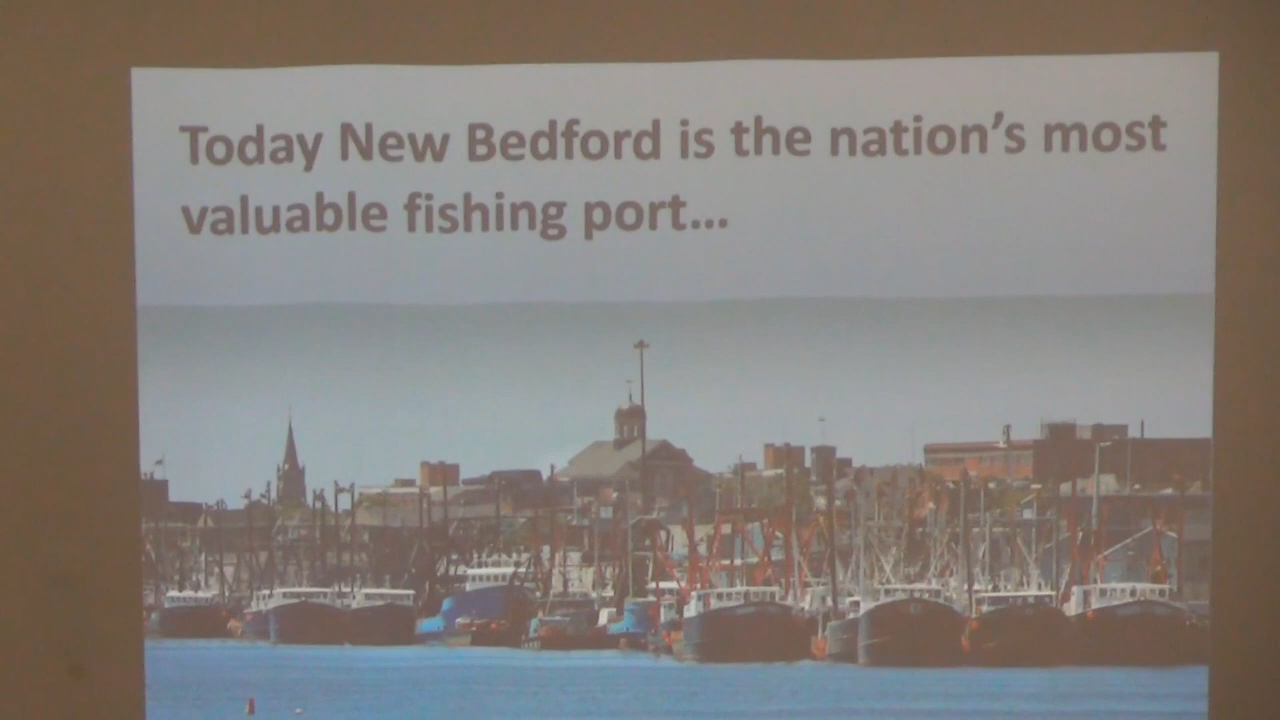 Today New Bedford is the nation’s most
valuable fishing port…